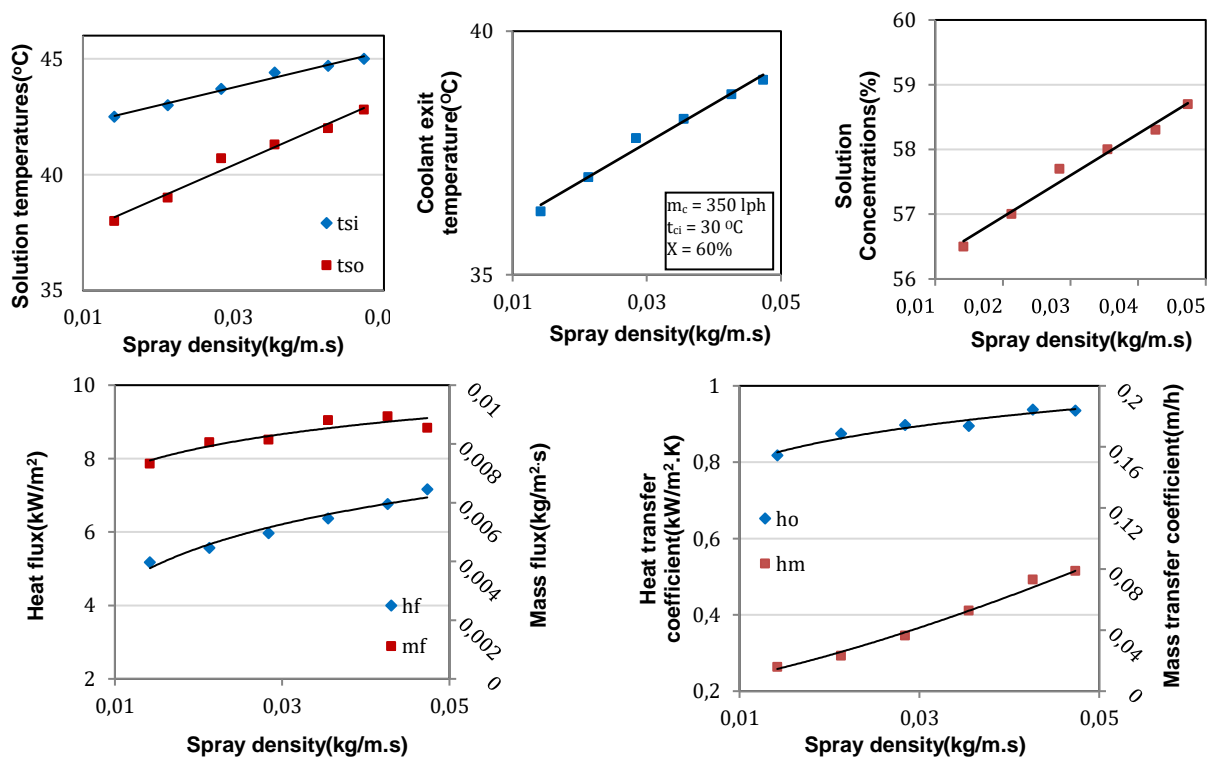 Solution temperatures(ºC)
45
40
35
tsi
tso
0,01
0,03
0,0
Spray density(kg/m.s)
Coolant exit
temperature(ºC)
40
35
mc = 350 lph
tci = 30 ºC
X = 60%
0,01
0,03
0,05
Spray density(kg/m.s)
Solution
Concentrations(%)
60
59
58
57
56
0,01
0,02
0,03
0,04
0,05
Spray density(kg/m.s)
Heat flux(kW/m²)
10
8
6
4
2
hf
mf
0,01
0,008
0,006
0,004
0,002
0
Mass flux(kg/m²·s)
0,01
0,03
0,05
Spray density(kg/m.s)
Heat transfer
coefficient(kW/m².K)
1
0,8
0,6
0,4
0,2
ho
hm
0,2
0,16
0,12
0,08
0,04
0
Mass transfer coefficient(m/h)
0,01
0,03
0,05
Spray density(kg/m.s)